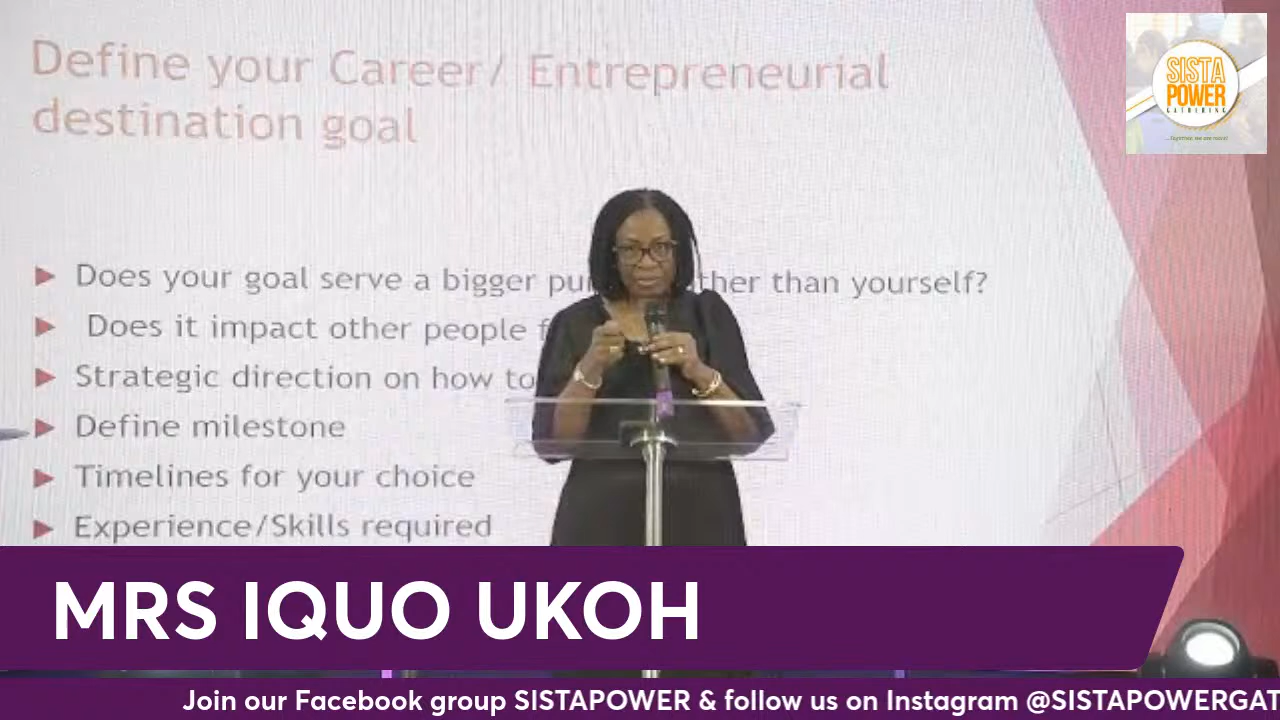 Define your Career/ Entrepreneurial
destination goal
SISTA
POWER
GATHERING
Does your goal serve a bigger than yourself?
Does it impact other people
Strategic direction on how to
Define milestone
Timelines for your choice
Experience/Skills required
MRS IQUO UKOH
Join our Facebook group SISTAPOWER & follow us on Instagram @SISTAPOWERGAT